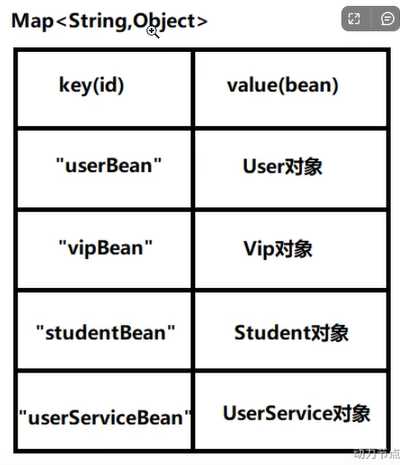 Map<String,Object>
key(id) value(bean)
"userBean" User对象
"vipBean" Vip对象
"studentBean" Student对象
"userServiceBean" UserService对象
动力节点